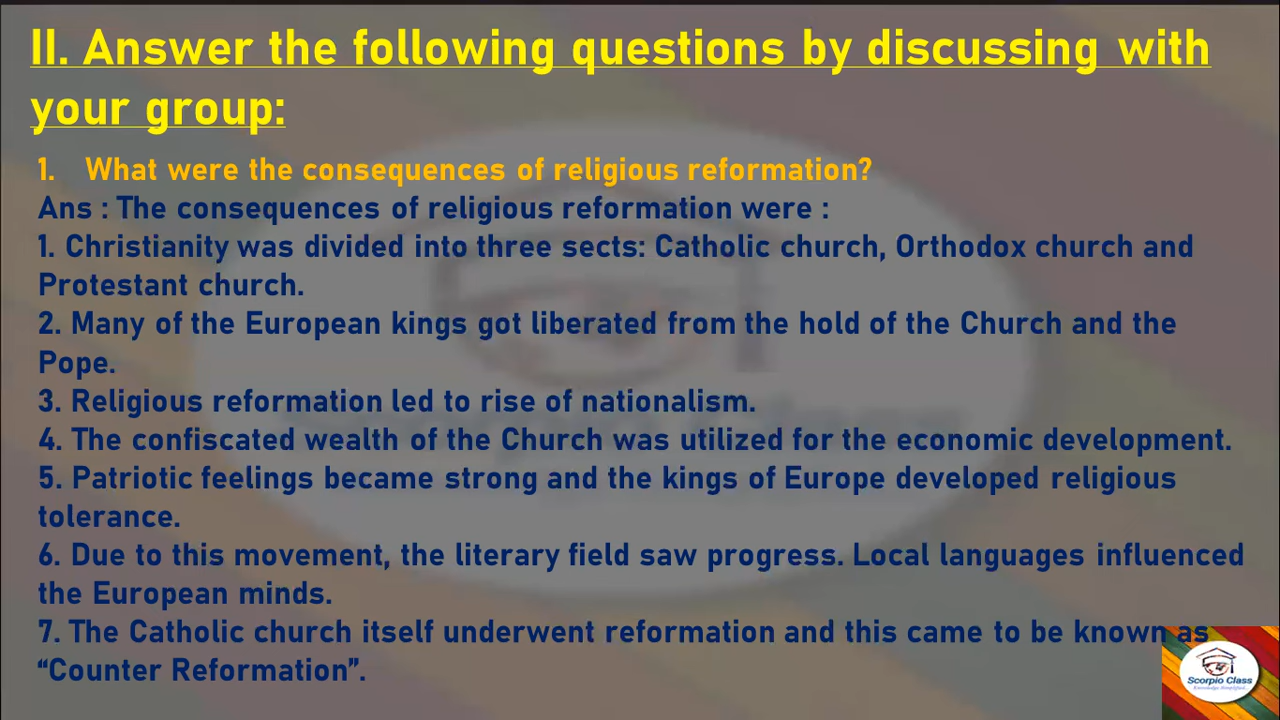 II. Answer the following questions by discussing with
your group:
1. What were the consequences of religious reformation?
Ans : The consequences of religious reformation were :
1. Christianity was divided into three sects: Catholic church, Orthodox church and
Protestant church.
2. Many of the European kings got liberated from the hold of the Church and the
Pope.
3. Religious reformation led to rise of nationalism.
4. The confiscated wealth of the Church was utilized for the economic development.
5. Patriotic feelings became strong and the kings of Europe developed religious
tolerance.
6. Due to this movement, the literary field saw progress. Local languages influenced
the European minds.
7. The Catholic church itself underwent reformation and this came to be known as
“Counter Reformation”.
Scorpio Class